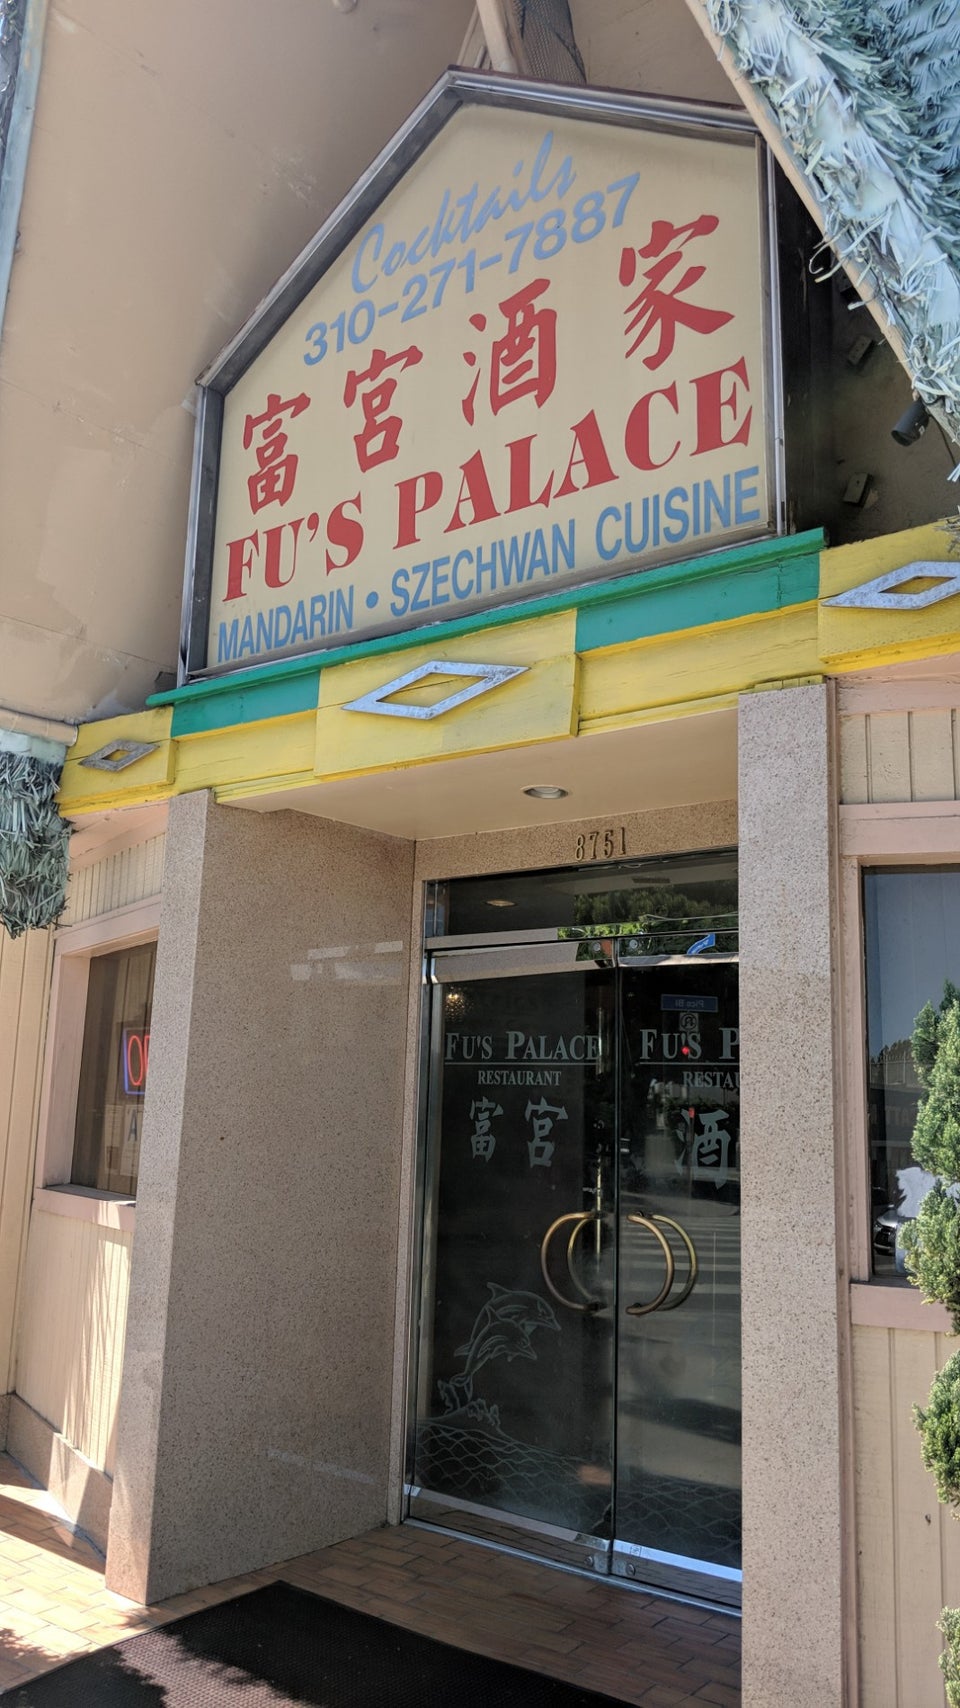 Cocktails
310-271-7887
富宮酒家
FU'S PALACE
MANDARIN • SZECHWAN CUISINE
8751
FU'S PALACE
RESTAURANT
富宮
FU'S
酒